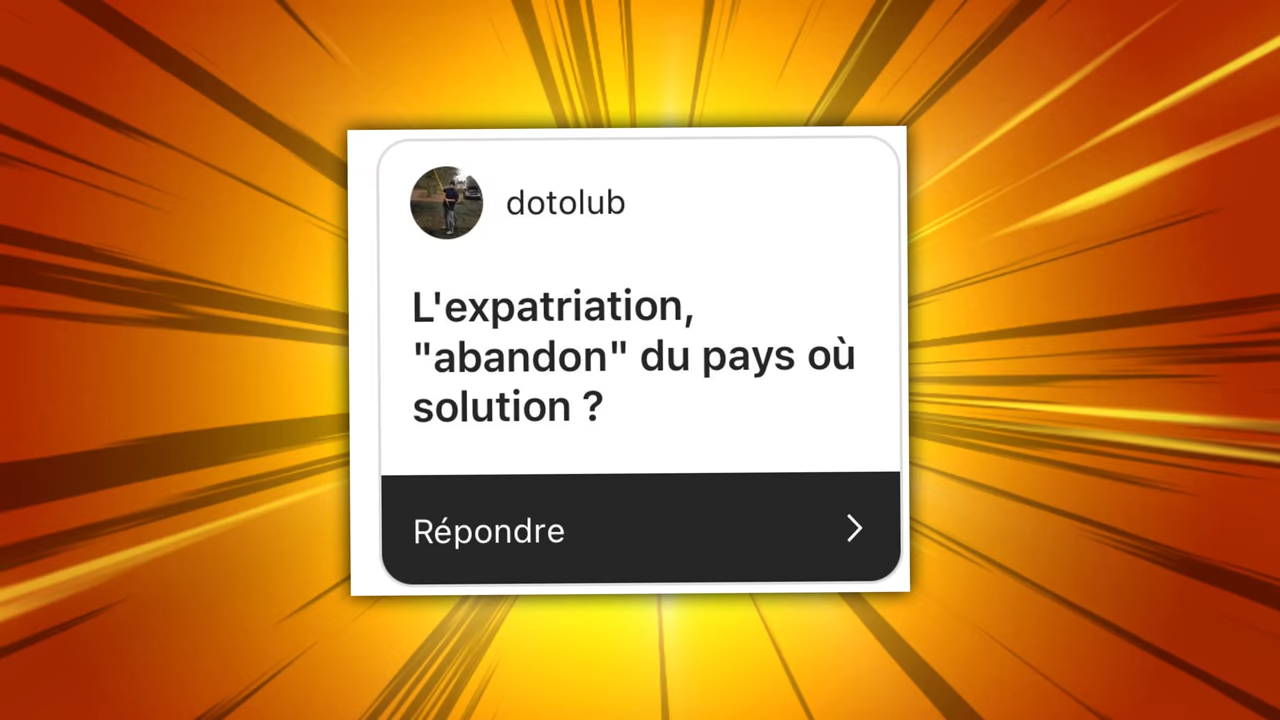 dotolub
L'expatriation,
"abandon" du pays où
solution ?
Répondre